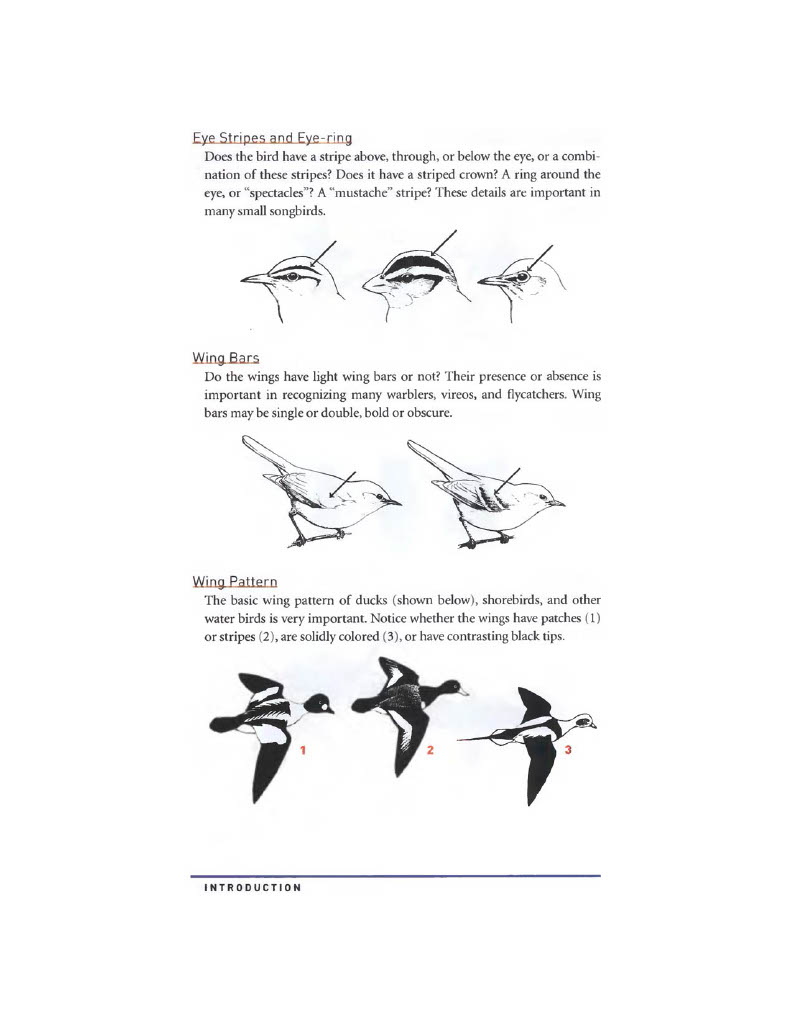 Eye Stripes and Eye-ring
Does the bird have a stripe above, through, or below the eye, or a combi-
nation of these stripes? Does it have a striped crown? A ring around the
eye, or “spectacles”? A “mustache” stripe? These details are important in
many small songbirds.
Wing Bars
Do the wings have light wing bars or not? Their presence or absence is
important in recognizing many warblers, vireos, and flycatchers. Wing
bars may be single or double, bold or obscure.
Wing Pattern
The basic wing pattern of ducks (shown below), shorebirds, and other
water birds is very important. Notice whether the wings have patches (1)
or stripes (2), are solidly colored (3), or have contrasting black tips.
1
2
3
INTRODUCTION